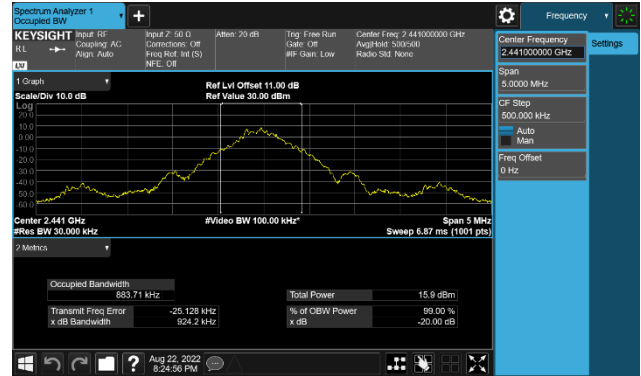 Spectrum Analyzer 1
Occupied BW
Frequency
KEYSIGHT
RL
LXI
Input: RF
Coupling: AC
Align: Auto
Input Z: 50 Ω
Corrections: Off
Freq Ref: Int (S)
NFE: Off
Atten: 20 dB
Trig: Free Run
Gate: Off
#IF Gain: Low
Center Freq: 2.441000000 GHz
Avg|Hold: 500/500
Radio Std: None
Center Frequency
2.441000000 GHz
Settings
Span
5.0000 MHz
CF Step
500.000 kHz
Auto
Man
Freq Offset
0 Hz
1 Graph
Scale/Div 10.0 dB
Ref Lvl Offset 11.00 dB
Ref Value 30.00 dBm
Log
20.0
10.0
0.00
-10.0
-20.0
-30.0
-40.0
-50.0
-60.0
Center 2.441 GHz
#Res BW 30.000 kHz
#Video BW 100.00 kHz*
Span 5 MHz
Sweep 6.87 ms (1001 pts)
2 Metrics
Occupied Bandwidth
883.71 kHz
Total Power 15.9 dBm
Transmit Freq Error -25.128 kHz
% of OBW Power 99.00 %
x dB Bandwidth 924.2 kHz
x dB -20.00 dB
?
Aug 22, 2022
8:24:56 PM